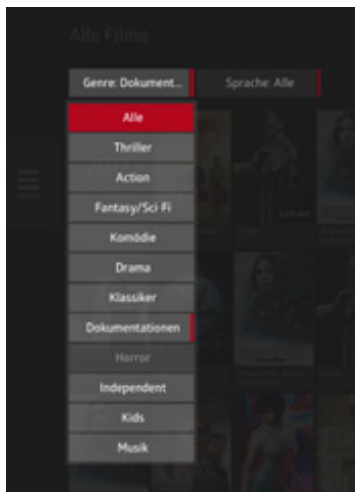 Alle Filme
Genre: Dokument...
Sprache: Alle
Alle
Thriller
Action
Fantasy/Sci-Fi
Komödie
Drama
Klassiker
Dokumentationen
Horror
Independent
Kids
Musik